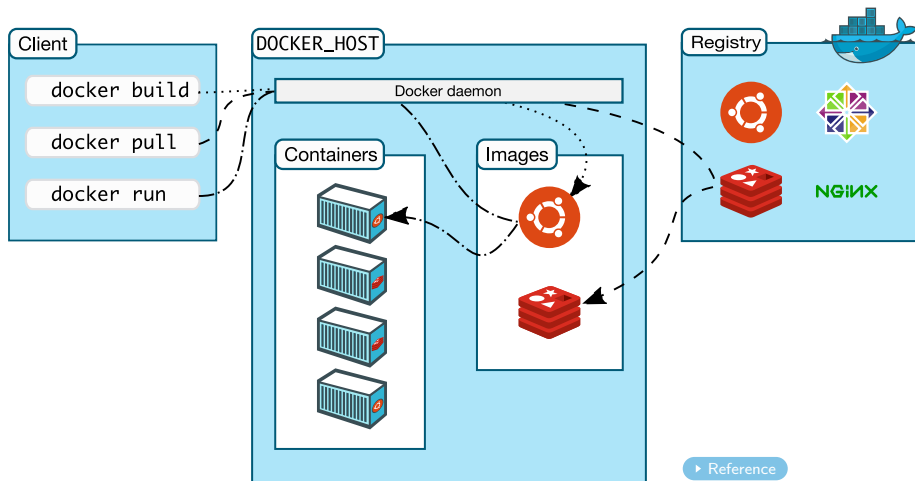 Client
DOCKER_HOST
Registry
docker build
Docker daemon
docker pull
Containers
Images
docker run
NGINX
Reference